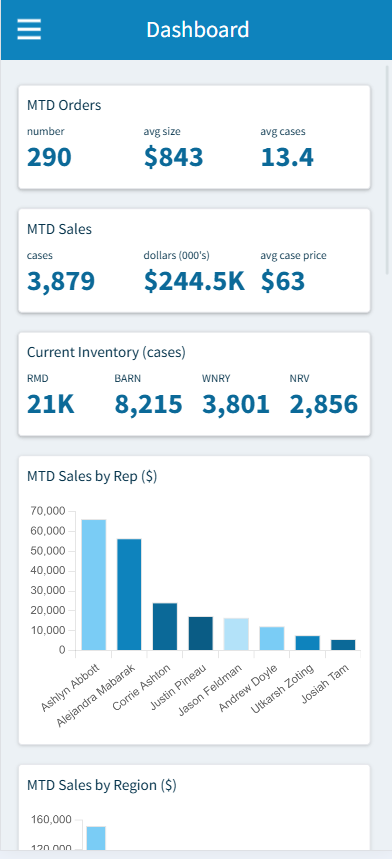 Dashboard
MTD Orders
number avg size avg cases
290 $843 13.4
MTD Sales
cases dollars (000's) avg case price
3,879 $244.5K $63
Current Inventory (cases)
RMD BARN WNRY NRV
21K 8,215 3,801 2,856
MTD Sales by Rep ($)
70,000
60,000
50,000
40,000
30,000
20,000
10,000
0
Ashlyn Abbott Alejandra Mabarak Corrie Ashton Justin Pineau Jason Feldman Andrew Doyle Utkarsh Zoting Josiah Tam
MTD Sales by Region ($)
160,000
120,000